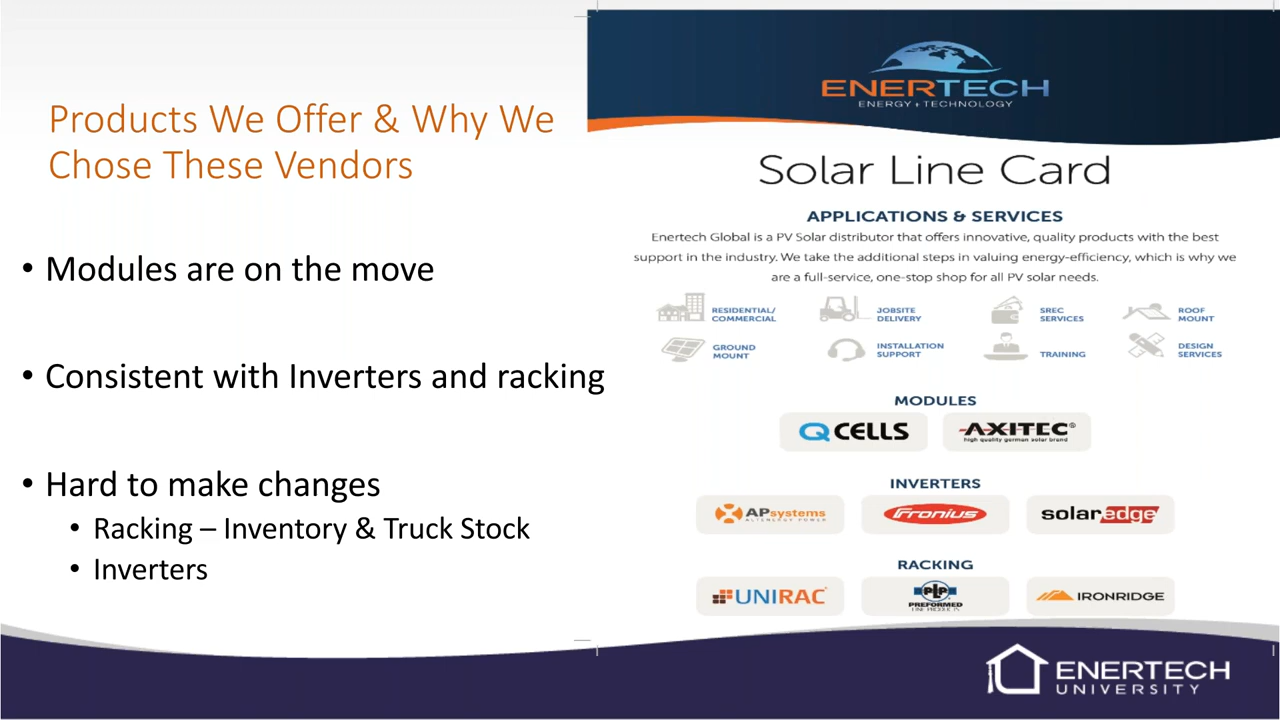 Products We Offer & Why We
Chose These Vendors
• Modules are on the move
• Consistent with Inverters and racking
• Hard to make changes
• Racking – Inventory & Truck Stock
• Inverters
ENERTECH
ENERGY + TECHNOLOGY
Solar Line Card
APPLICATIONS & SERVICES
Enertech Global is a PV Solar distributor that offers innovative, quality products with the best
support in the industry. We take the additional steps in valuing energy-efficiency, which is why we
are a full-service, one-stop shop for all PV solar needs.
RESIDENTIAL/
COMMERCIAL
JOBSITE
DELIVERY
SREC
SERVICES
ROOF
MOUNT
GROUND
MOUNT
INSTALLATION
SUPPORT
TRAINING
DESIGN
SERVICES
MODULES
Q CELLS
AXITEC®
high quality german solar brand
INVERTERS
APsystems
ALTENERGY POWER
Fronius
solaredge
RACKING
UNIRAC
PLP
PREFORMED
LINE PRODUCTS
IRONRIDGE
ENERTECH
UNIVERSITY